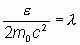 ε / 2m₀c² = λ